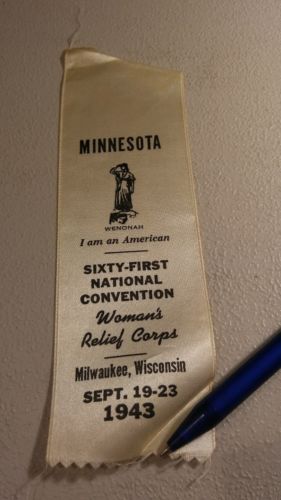 MINNESOTA
WENONAH
I am an American
SIXTY-FIRST
NATIONAL
CONVENTION
Woman's
Relief Corps
Milwaukee, Wisconsin
SEPT. 19-23
1943